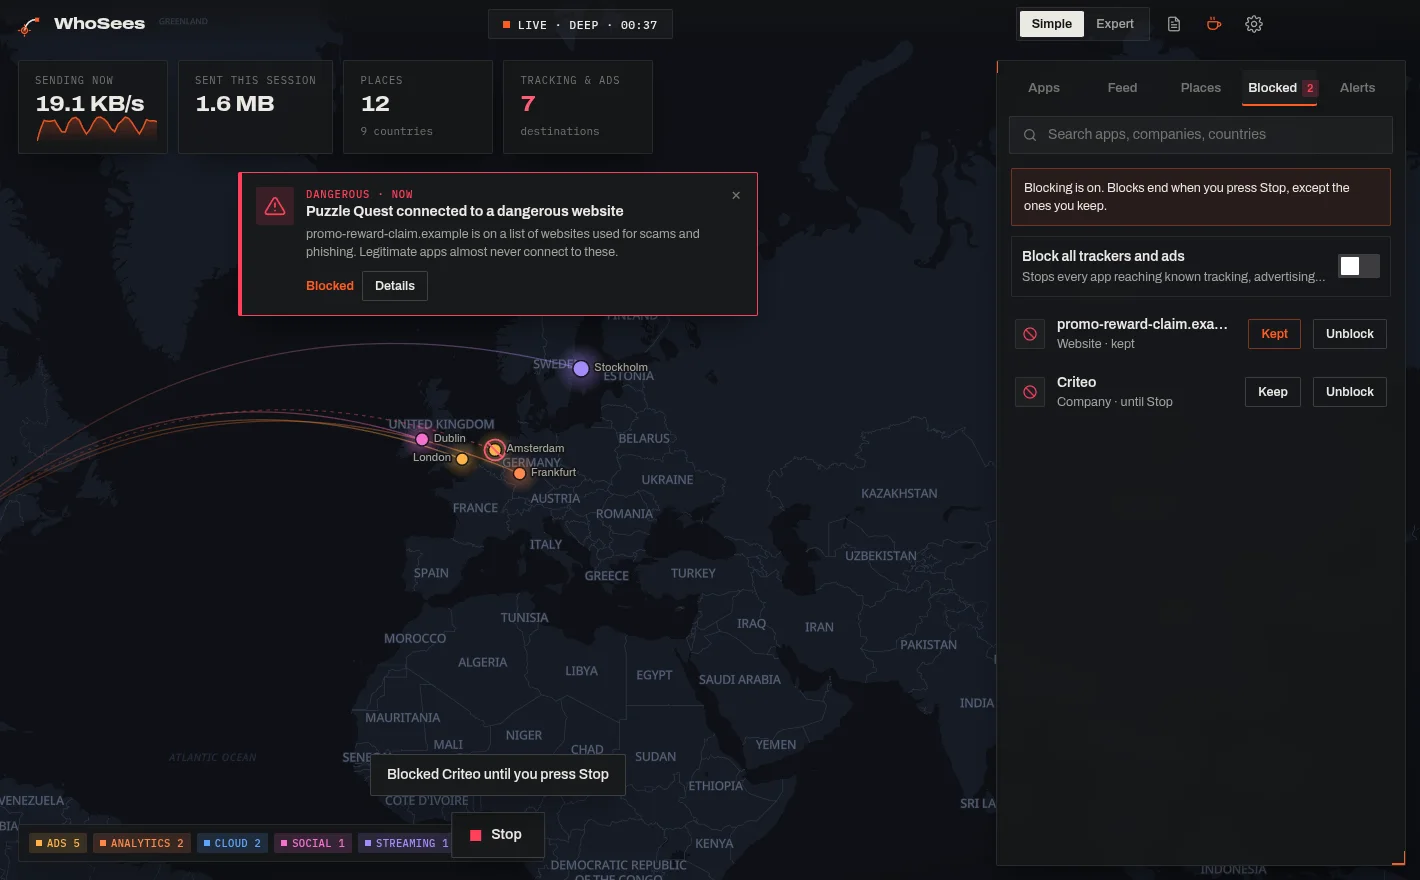 WhoSees
GREENLAND
LIVE · DEEP · 00:37
Simple
Expert
SENDING NOW
19.1 KB/s
SENT THIS SESSION
1.6 MB
PLACES
12
9 countries
TRACKING & ADS
7
destinations
DANGEROUS · NOW
Puzzle Quest connected to a dangerous website
promo-reward-claim.example is on a list of websites used for scams and
phishing. Legitimate apps almost never connect to these.
Blocked
Details
Apps
Feed
Places
Blocked 2
Alerts
Search apps, companies, countries
Blocking is on. Blocks end when you press Stop, except the
ones you keep.
Block all trackers and ads
Stops every app reaching known tracking, advertising...
promo-reward-claim.exa...
Website · kept
Kept
Unblock
Criteo
Company · until Stop
Keep
Unblock
FINLAND
SWEDE
Stockholm
ESTONIA
UNITED KINGDOM
Dublin
London
Amsterdam
GERMANY
Frankfurt
BELARUS
UKRAINE
KAZAKHSTAN
FRANCE
AUSTRIA
ROMANIA
ITALY
UZBEKISTAN
SPAIN
GREECE
TURKEY
TUNISIA
MOROCCO
IRAQ
IRAN
PAKISTAN
ALGERIA
LIBYA
EGYPT
SAUDI ARABIA
INDIA
MAURITANIA
MALI
NIGER
CHAD
SUDAN
YEMEN
ATLANTIC OCEAN
SENE
Blocked Criteo until you press Stop
ETHIOPIA
VENEZUELA
COTE D'IVOIRE
SRI LA
BIA
ADS 5
ANALYTICS 2
CLOUD 2
SOCIAL 1
STREAMING 1
Stop
KENYA
DEMOCRATIC REPUBLIC
OF THE CONGO
INDONESIA